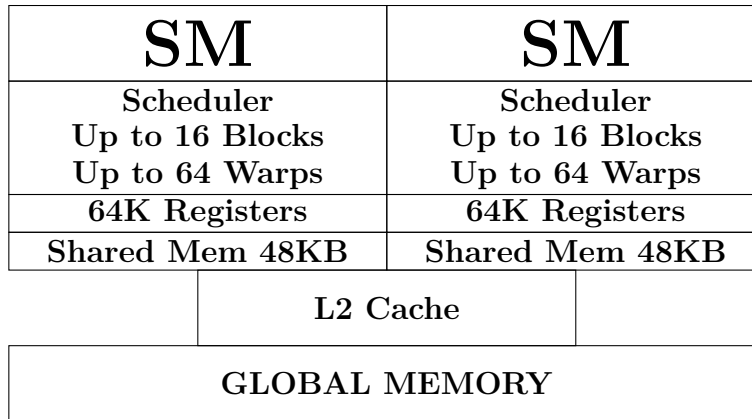 SM SM
Scheduler Scheduler
Up to 16 Blocks Up to 16 Blocks
Up to 64 Warps Up to 64 Warps
64K Registers 64K Registers
Shared Mem 48KB Shared Mem 48KB
L2 Cache
GLOBAL MEMORY